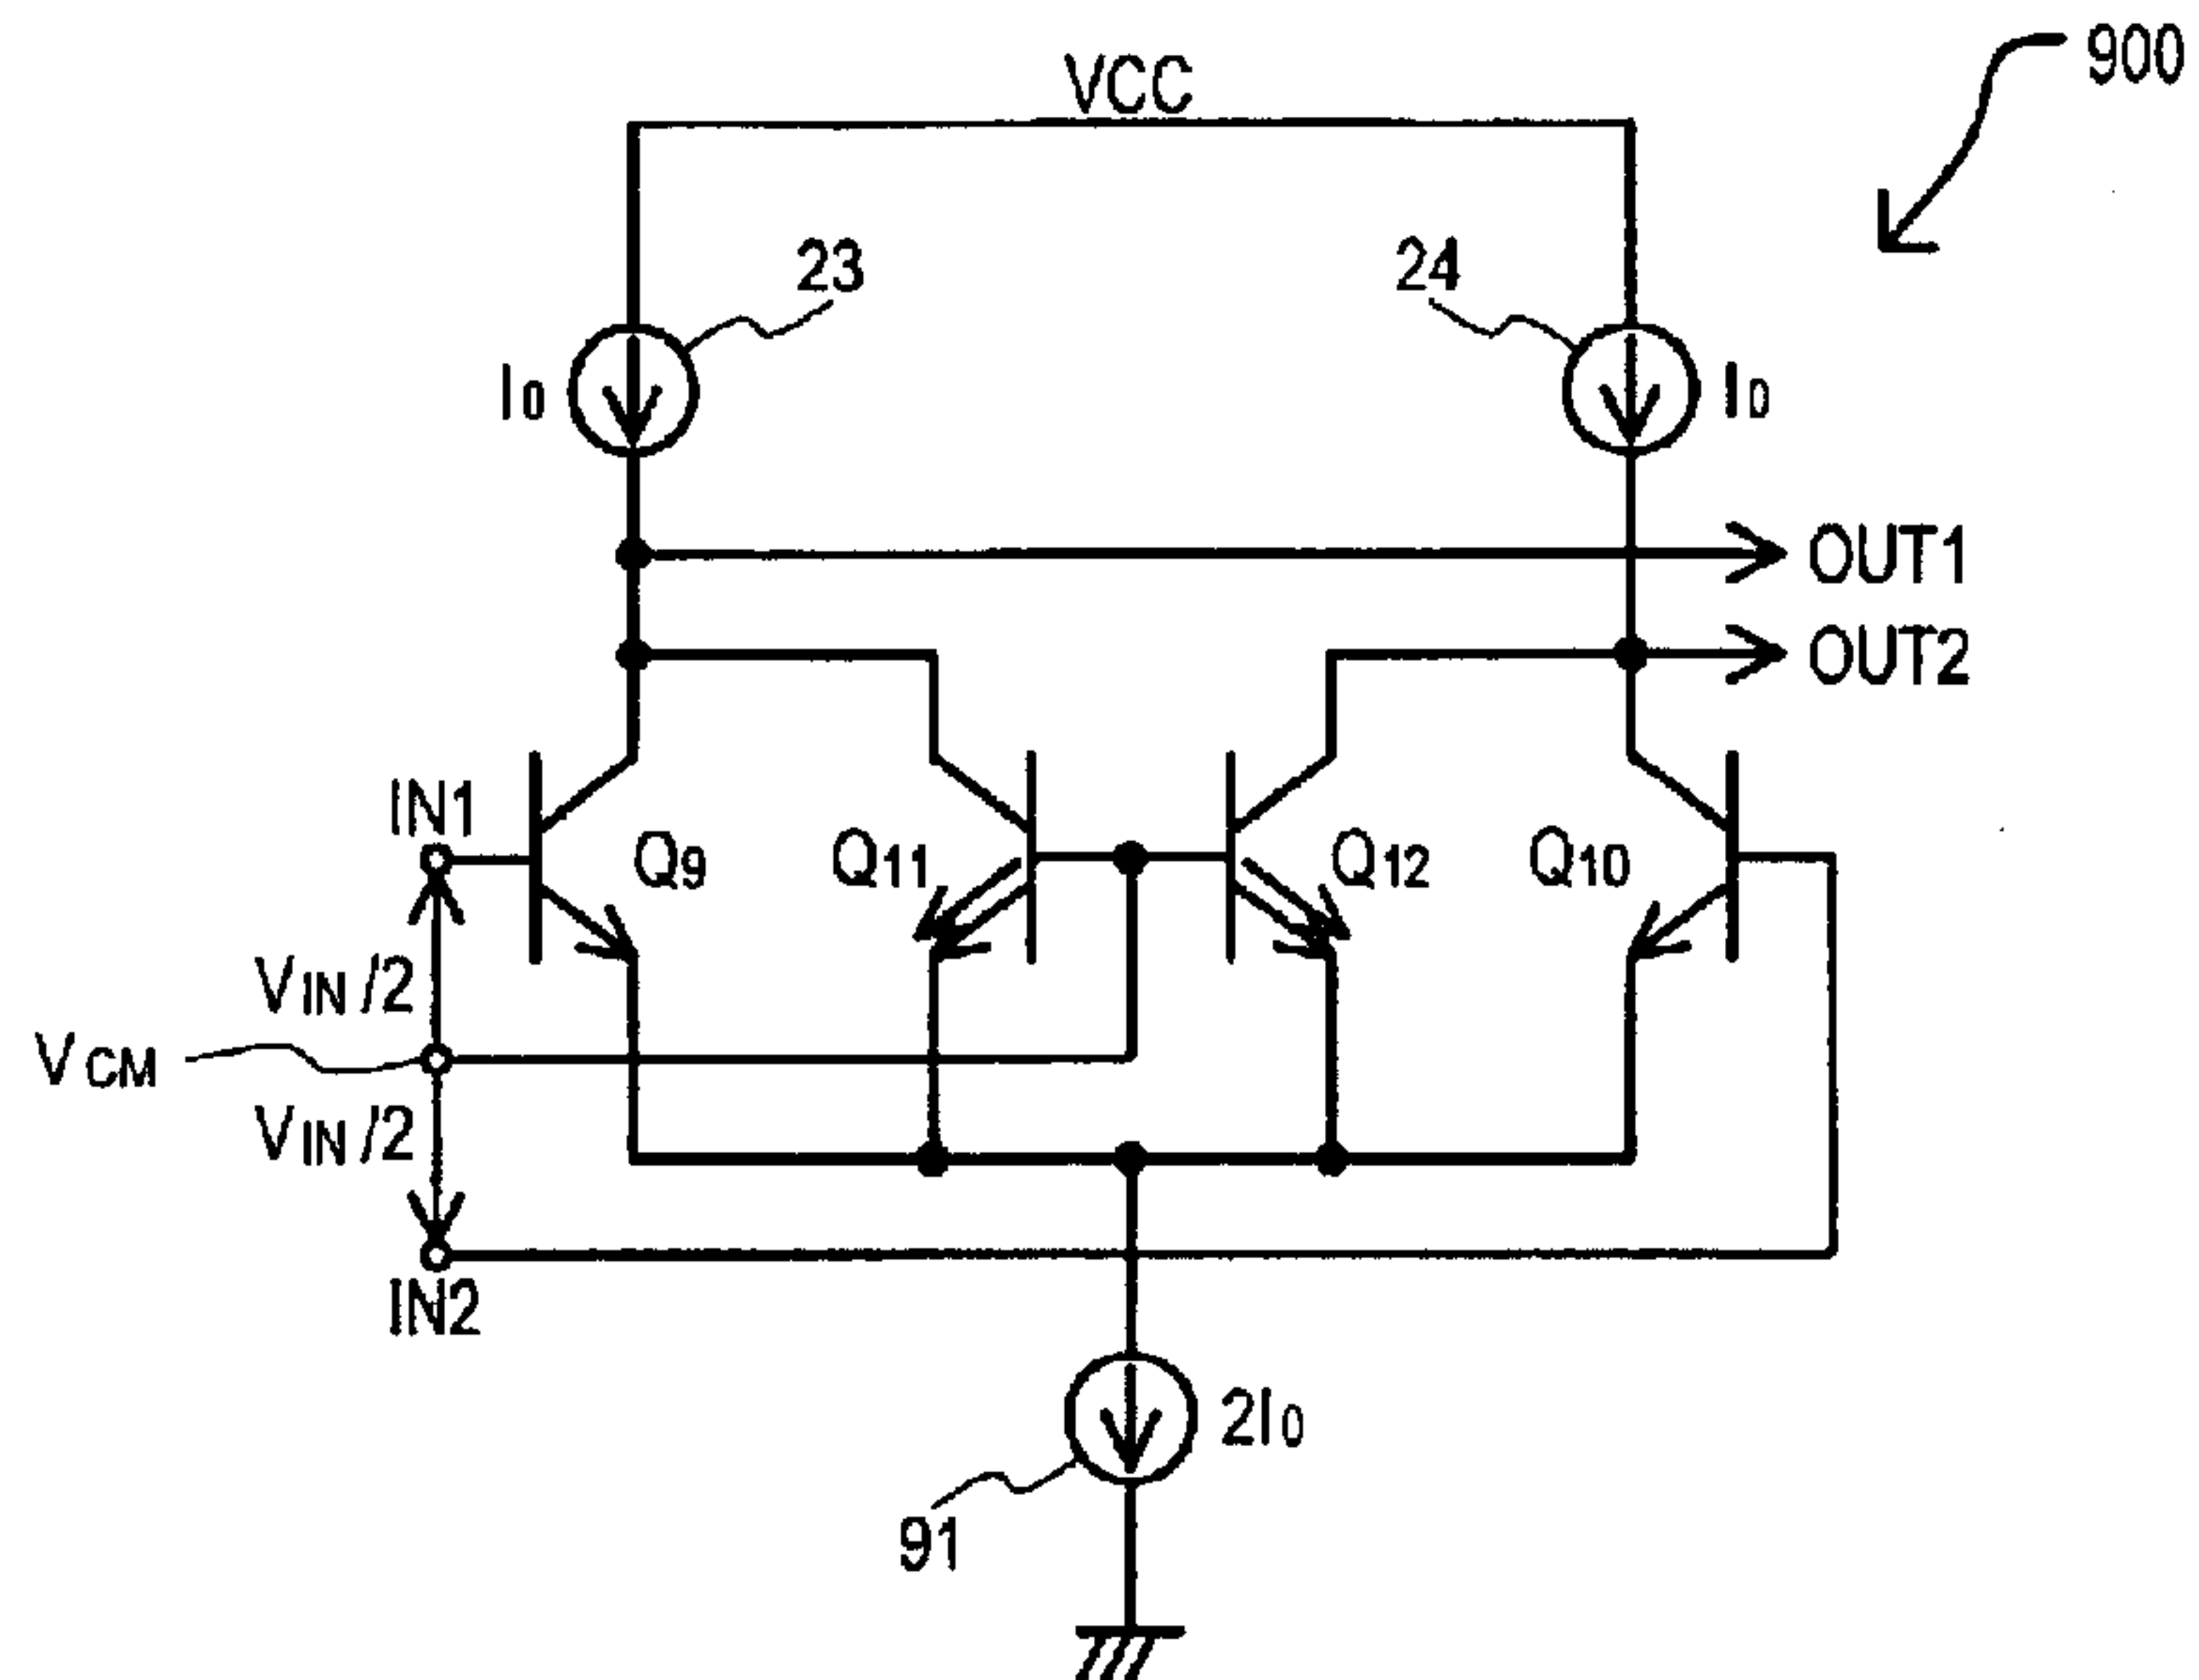 900
VCC
23
24
I0
I0
OUT1
OUT2
IN1
Q9
Q11
Q12
Q10
VIN/2
VCM
VIN/2
IN2
2I0
91